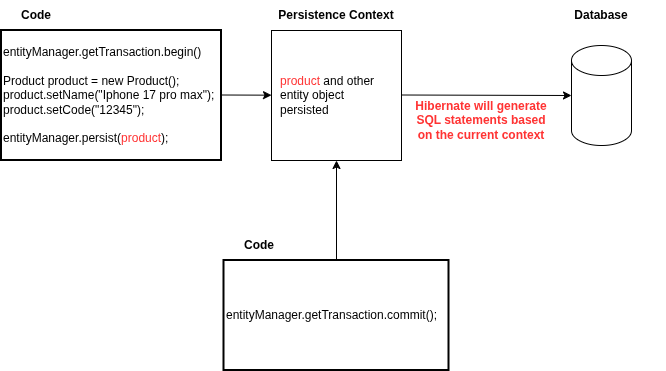 Code
entityManager.getTransaction.begin()
Product product = new Product();
product.setName("Iphone 17 pro max");
product.setCode("12345");
entityManager.persist(product);
Persistence Context
product and other
entity object
persisted
Hibernate will generate
SQL statements based
on the current context
Database
Code
entityManager.getTransaction.commit();